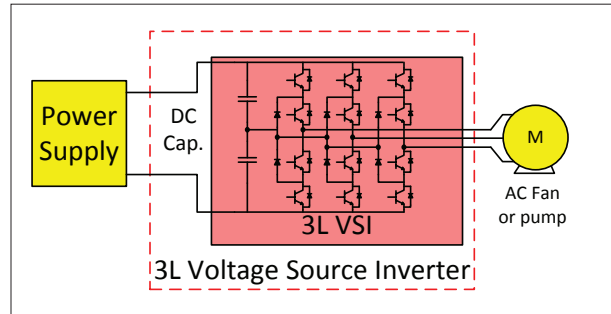 Power
Supply
DC
Cap.
3L VSI
3L Voltage Source Inverter
M
AC Fan
or pump